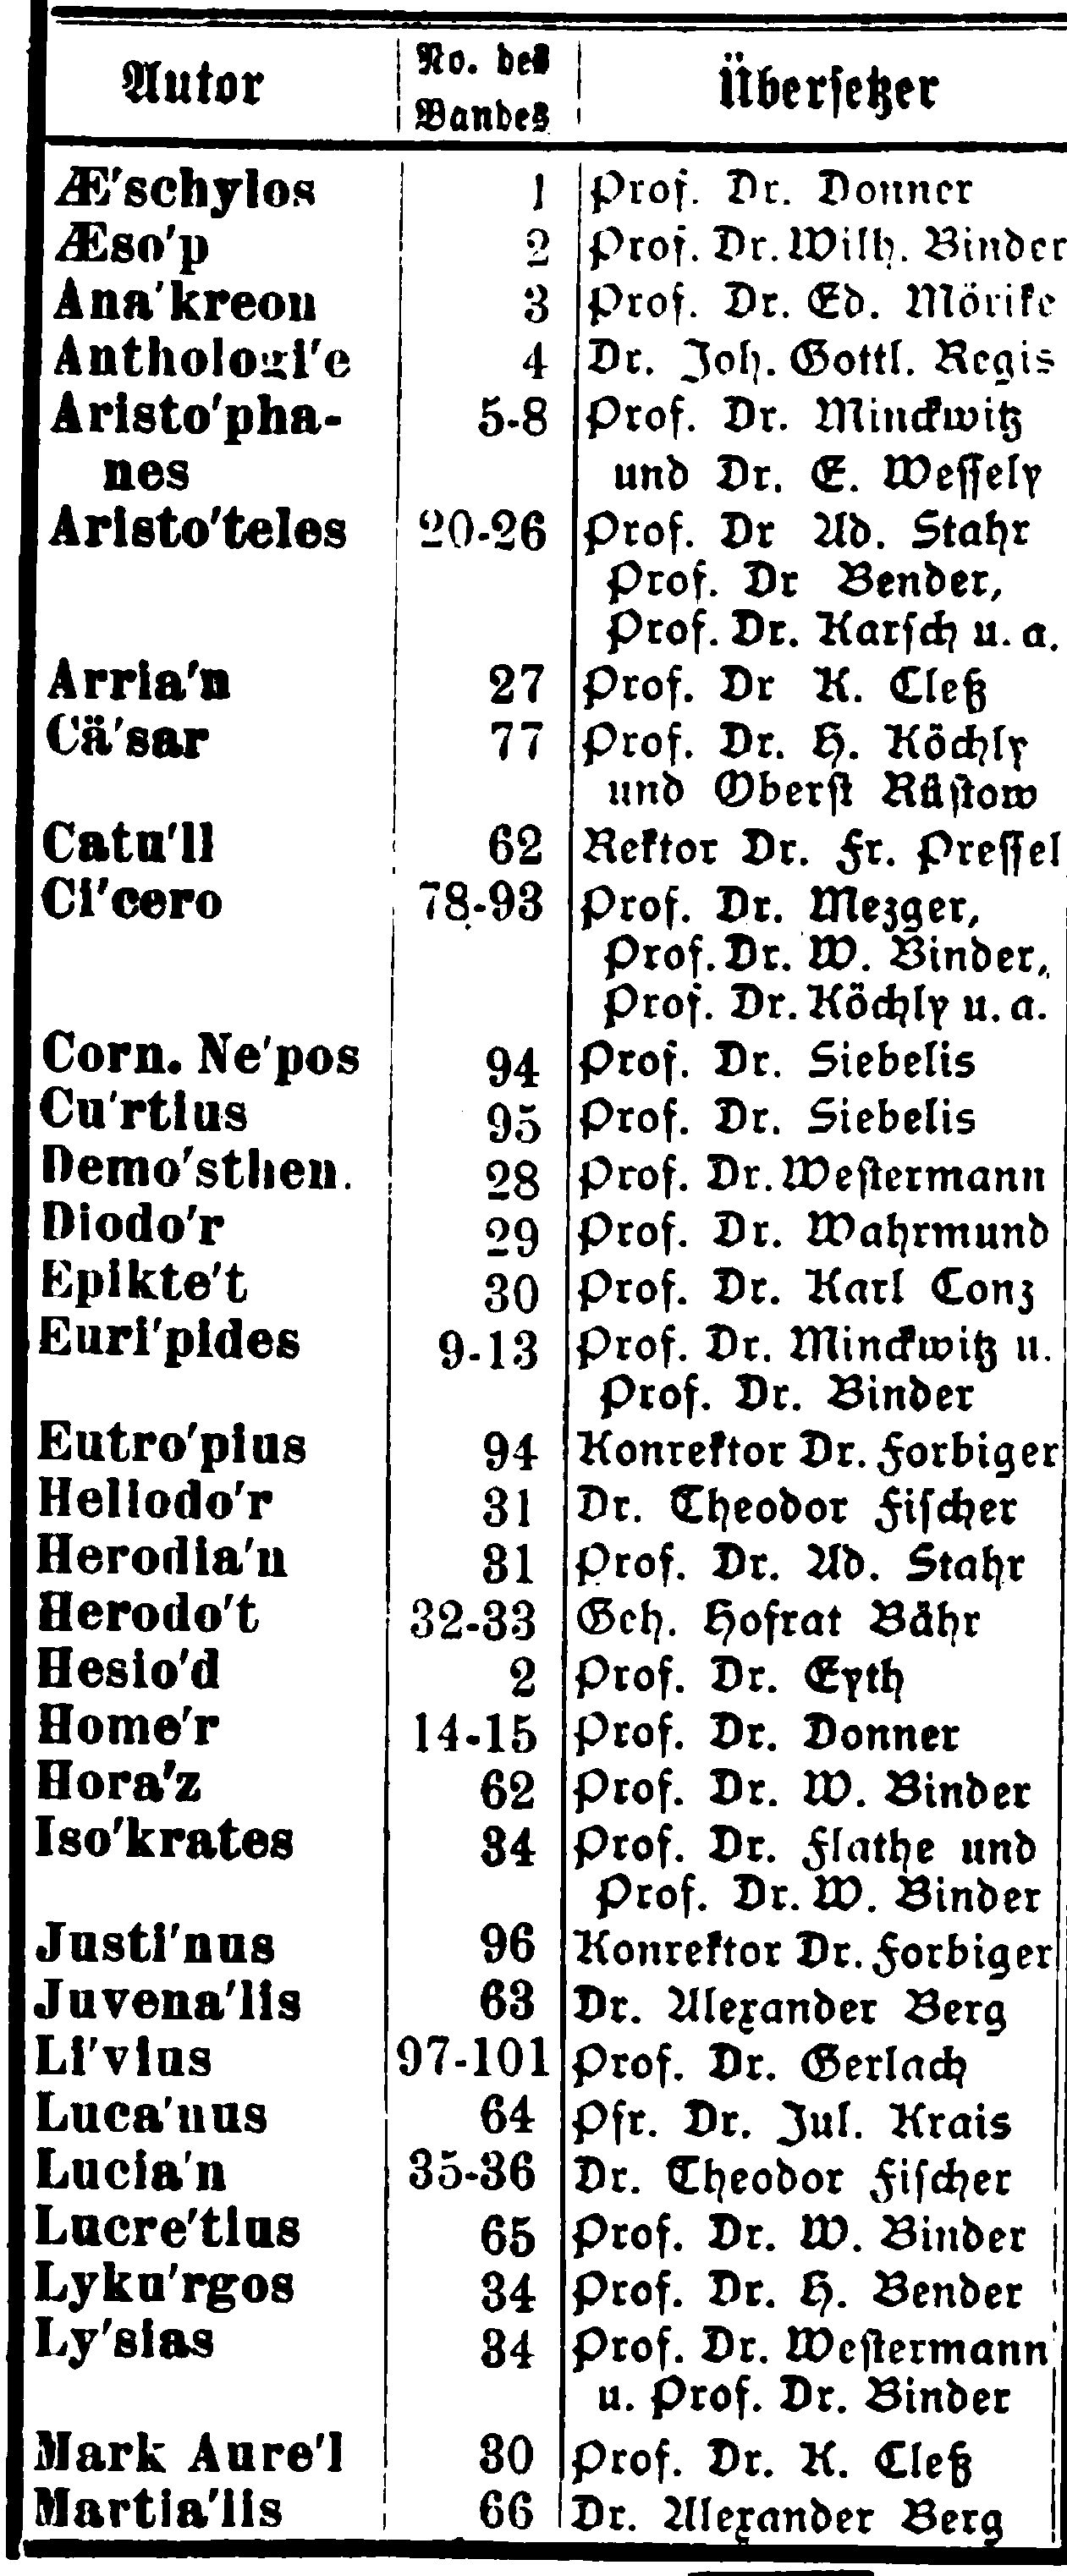 Autor No. des Bandes Übersetzer
Æ'schylos 1 Prof. Dr. Donner
Æso'p 2 Prof. Dr. Wilh. Binder
Ana'kreon 3 Prof. Dr. Ed. Mörike
Anthologi'e 4 Dr. Joh. Gottl. Regis
Aristo'pha- 5-8 Prof. Dr. Minckwitz
nes und Dr. E. Wessely
Aristo'teles 20-26 Prof. Dr Ad. Stahr
Prof. Dr Bender,
Prof. Dr. Karsch u. a.
Arria'n 27 Prof. Dr K. Cleß
Cä'sar 77 Prof. Dr. H. Köchly
und Oberst Rüstow
Catu'll 62 Rektor Dr. Fr. Pressel
Ci'cero 78-93 Prof. Dr. Mezger,
Prof. Dr. W. Binder,
Prof. Dr. Köchly u. a.
Corn. Ne'pos 94 Prof. Dr. Siebelis
Cu'rtius 95 Prof. Dr. Siebelis
Demo'sthen. 28 Prof. Dr. Westermann
Diodo'r 29 Prof. Dr. Wahrmund
Epikte't 30 Prof. Dr. Karl Conz
Euri'pides 9-13 Prof. Dr. Minckwitz u.
Prof. Dr. Binder
Eutro'pius 94 Konrektor Dr. Forbiger
Heliodo'r 31 Dr. Theodor Fischer
Herodia'n 31 Prof. Dr. Ad. Stahr
Herodo't 32-33 Geh. Hofrat Bähr
Hesio'd 2 Prof. Dr. Eyth
Home'r 14-15 Prof. Dr. Donner
Hora'z 62 Prof. Dr. W. Binder
Iso'krates 34 Prof. Dr. Flathe und
Prof. Dr. W. Binder
Justi'nus 96 Konrektor Dr. Forbiger
Juvena'lis 63 Dr. Alexander Berg
Li'vius 97-101 Prof. Dr. Gerlach
Luca'nus 64 Pfr. Dr. Jul. Krais
Lucia'n 35-36 Dr. Theodor Fischer
Lucre'tius 65 Prof. Dr. W. Binder
Lyku'rgos 34 Prof. Dr. H. Bender
Ly'sias 34 Prof. Dr. Westermann
u. Prof. Dr. Binder
Mark Aure'l 30 Prof. Dr. K. Cleß
Martia'lis 66 Dr. Alexander Berg